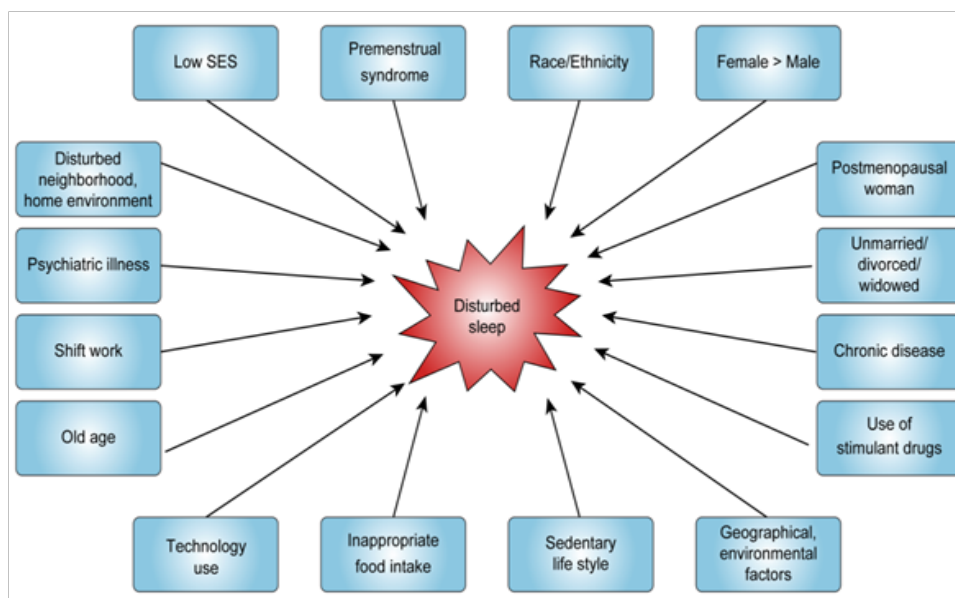 Low SES
Premenstrual
syndrome
Race/Ethnicity
Female > Male
Disturbed
neighborhood,
home environment
Postmenopausal
woman
Psychiatric illness
Unmarried/
divorced/
widowed
Disturbed
sleep
Shift work
Chronic disease
Old age
Use of
stimulant drugs
Technology
use
Inappropriate
food intake
Sedentary
life style
Geographical,
environmental
factors